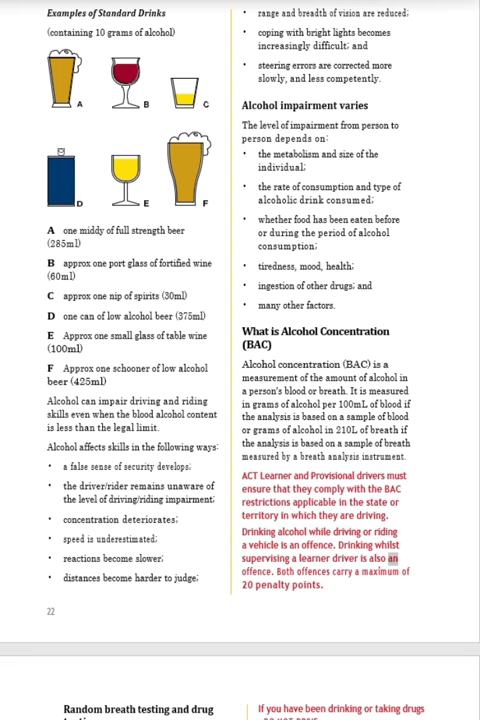 Examples of Standard Drinks
(containing 10 grams of alcohol)
A
B
C
D
E
F
A one middy of full strength beer
(285ml)
B approx one port glass of fortified wine
(60ml)
C approx one nip of spirits (30ml)
D one can of low alcohol beer (375ml)
E Approx one small glass of table wine
(100ml)
F Approx one schooner of low alcohol
beer (425ml)
Alcohol can impair driving and riding
skills even when the blood alcohol content
is less than the legal limit.
Alcohol affects skills in the following ways:
• a false sense of security develops;
• the driver/rider remains unaware of
the level of driving/riding impairment;
• concentration deteriorates;
• speed is underestimated;
• reactions become slower;
• distances become harder to judge;
22
• range and breadth of vision are reduced;
• coping with bright lights becomes
increasingly difficult; and
• steering errors are corrected more
slowly, and less competently.
Alcohol impairment varies
The level of impairment from person to
person depends on:
• the metabolism and size of the
individual;
• the rate of consumption and type of
alcoholic drink consumed;
• whether food has been eaten before
or during the period of alcohol
consumption;
• tiredness, mood, health;
• ingestion of other drugs; and
• many other factors.
What is Alcohol Concentration
(BAC)
Alcohol concentration (BAC) is a
measurement of the amount of alcohol in
a person's blood or breath. It is measured
in grams of alcohol per 100mL of blood if
the analysis is based on a sample of blood
or grams of alcohol in 210L of breath if
the analysis is based on a sample of breath
measured by a breath analysis instrument.
ACT Learner and Provisional drivers must
ensure that they comply with the BAC
restrictions applicable in the state or
territory in which they are driving.
Drinking alcohol while driving or riding
a vehicle is an offence. Drinking whilst
supervising a learner driver is also an
offence. Both offences carry a maximum of
20 penalty points.
Random breath testing and drug
If you have been drinking or taking drugs